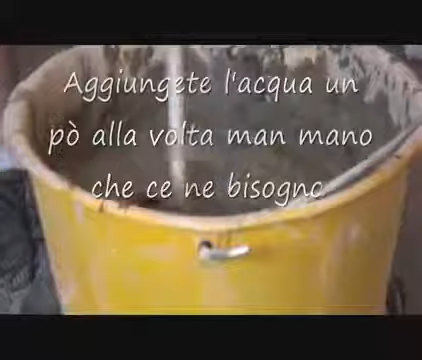 Aggiungete l'acqua un
pò alla volta man mano
che ce ne bisogno